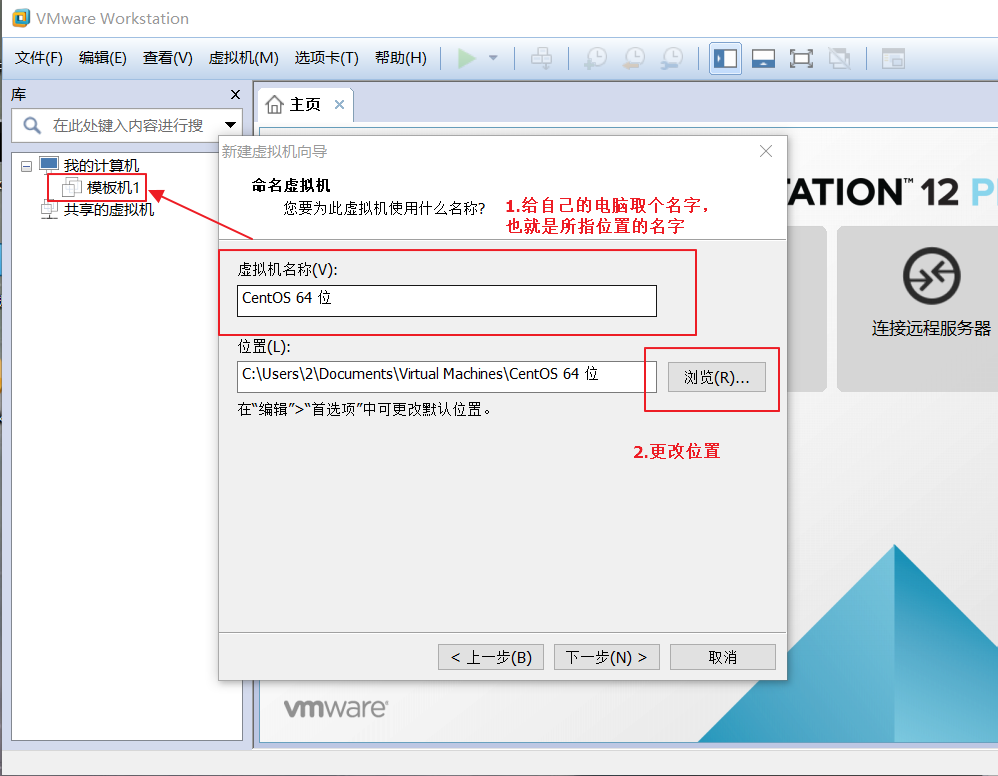 VMware Workstation
文件(F) 编辑(E) 查看(V) 虚拟机(M) 选项卡(T) 帮助(H)
库
在此处键入内容进行搜
我的计算机
模板机1
共享的虚拟机
主页
TATION™ 12 P
连接远程服务器
新建虚拟机向导
命名虚拟机
您要为此虚拟机使用什么名称?
1.给自己的电脑取个名字，
也就是所指位置的名字
虚拟机名称(V):
CentOS 64 位
位置(L):
C:\Users\2\Documents\Virtual Machines\CentOS 64 位
浏览(R)...
在“编辑”>“首选项”中可更改默认位置。
2.更改位置
< 上一步(B) 下一步(N) > 取消
vmware